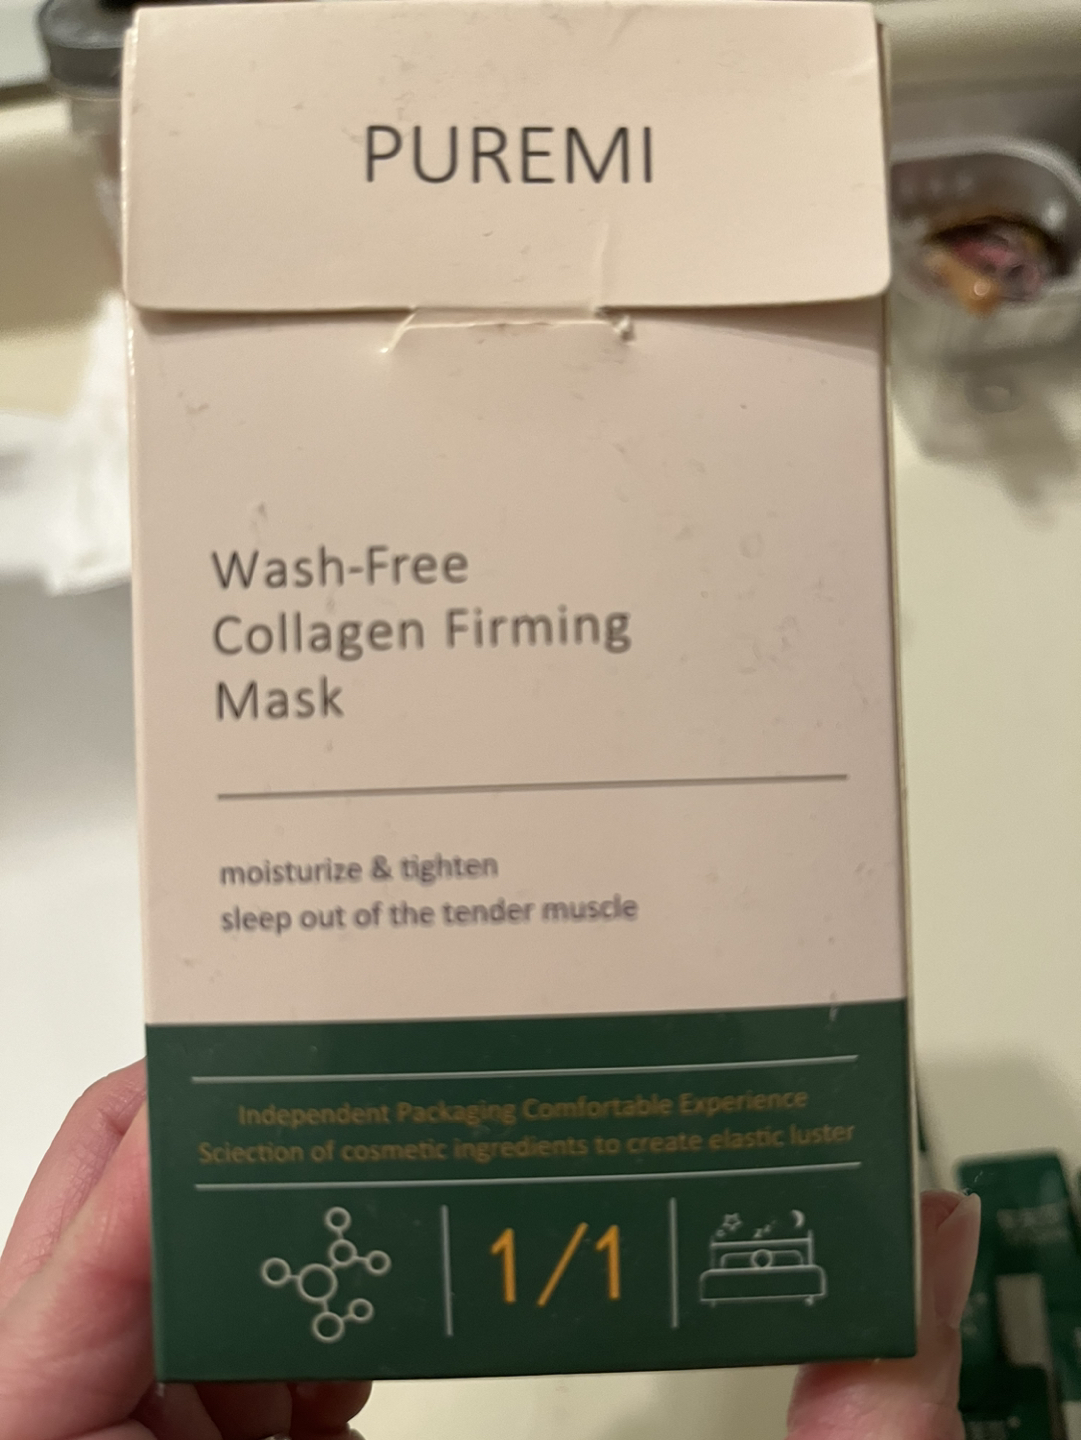 PUREMI
Wash-Free
Collagen Firming
Mask
moisturize & tighten
sleep out of the tender muscle
Independent Packaging Comfortable Experience
Sciection of cosmetic ingredients to create elastic luster
1/1